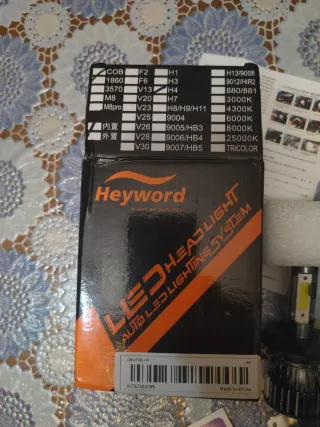 COB F2 H1 H13/9008
1860 F6 H3 9012/HIR2
3570 V13 H4 880/881
M8 V20 H7 3000K
M8pro V23 H8/H9/H11 4300K
V25 9004 6000K
内置 V26 9005/HB3 8000K
外置 V28 9006/HB4 25000K
V30 9007/HB5 TRICOLOR
Heyword
LED HEADLIGHT
AUTO LED LIGHTING SYSTEM
Made in China